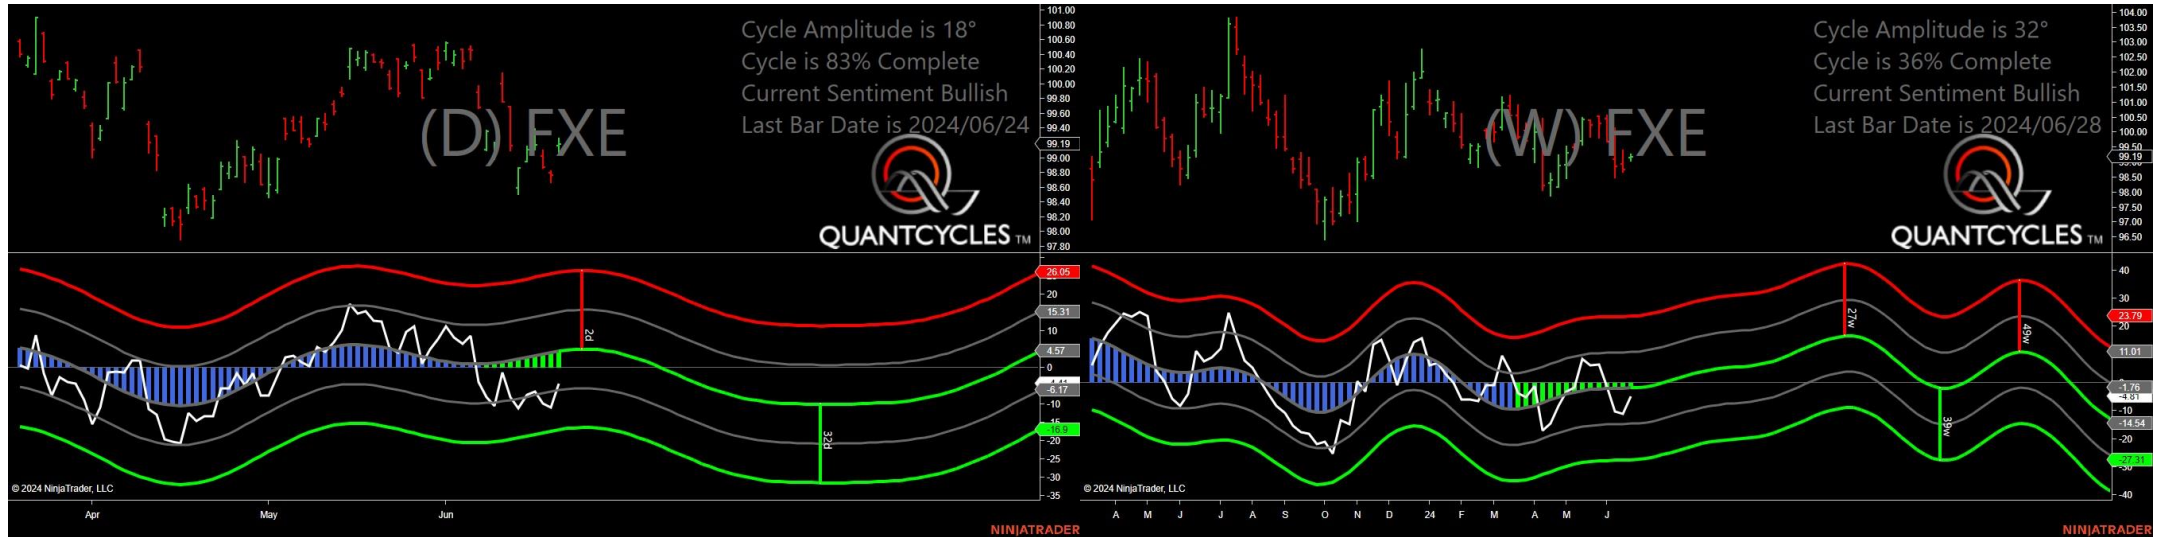 101.00
100.80
100.60
100.40
100.20
100.00
99.80
99.60
99.40
99.19
99.00
98.80
98.60
98.40
98.20
98.00
97.80
Cycle Amplitude is 18°
Cycle is 83% Complete
Current Sentiment Bullish
Last Bar Date is 2024/06/24
(D) FXE
QUANTCYCLES TM
26.05
20
15.31
10
4.57
0
-6.17
-10
-16.9
-20
-25
-30
-35
2d
32d
© 2024 NinjaTrader, LLC
Apr May Jun
NINJATRADER
104.00
103.50
103.00
102.50
102.00
101.50
101.00
100.50
100.00
99.50
99.19
98.50
98.00
97.50
97.00
96.50
Cycle Amplitude is 32°
Cycle is 36% Complete
Current Sentiment Bullish
Last Bar Date is 2024/06/28
(W) FXE
QUANTCYCLES TM
40
30
23.79
20
11.01
-1.76
-4.81
-10
-14.54
-20
-27.31
-40
27w
39w
49w
© 2024 NinjaTrader, LLC
A M J J A S O N D 24 F M A M J
NINJATRADER